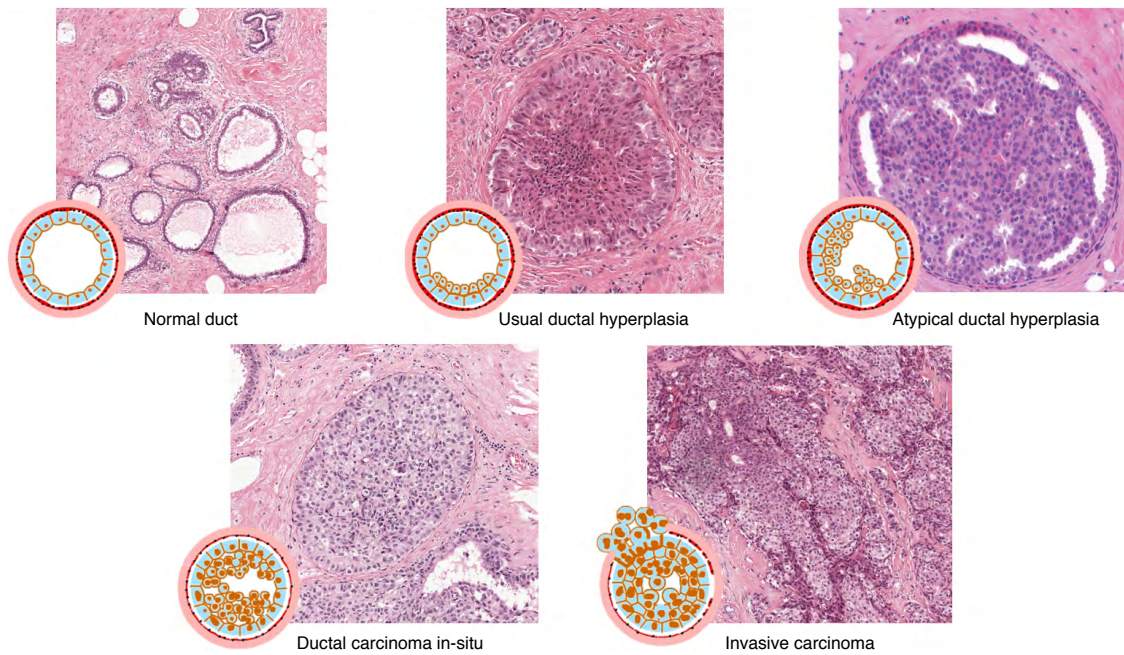 Normal duct
Usual ductal hyperplasia
Atypical ductal hyperplasia
Ductal carcinoma in-situ
Invasive carcinoma